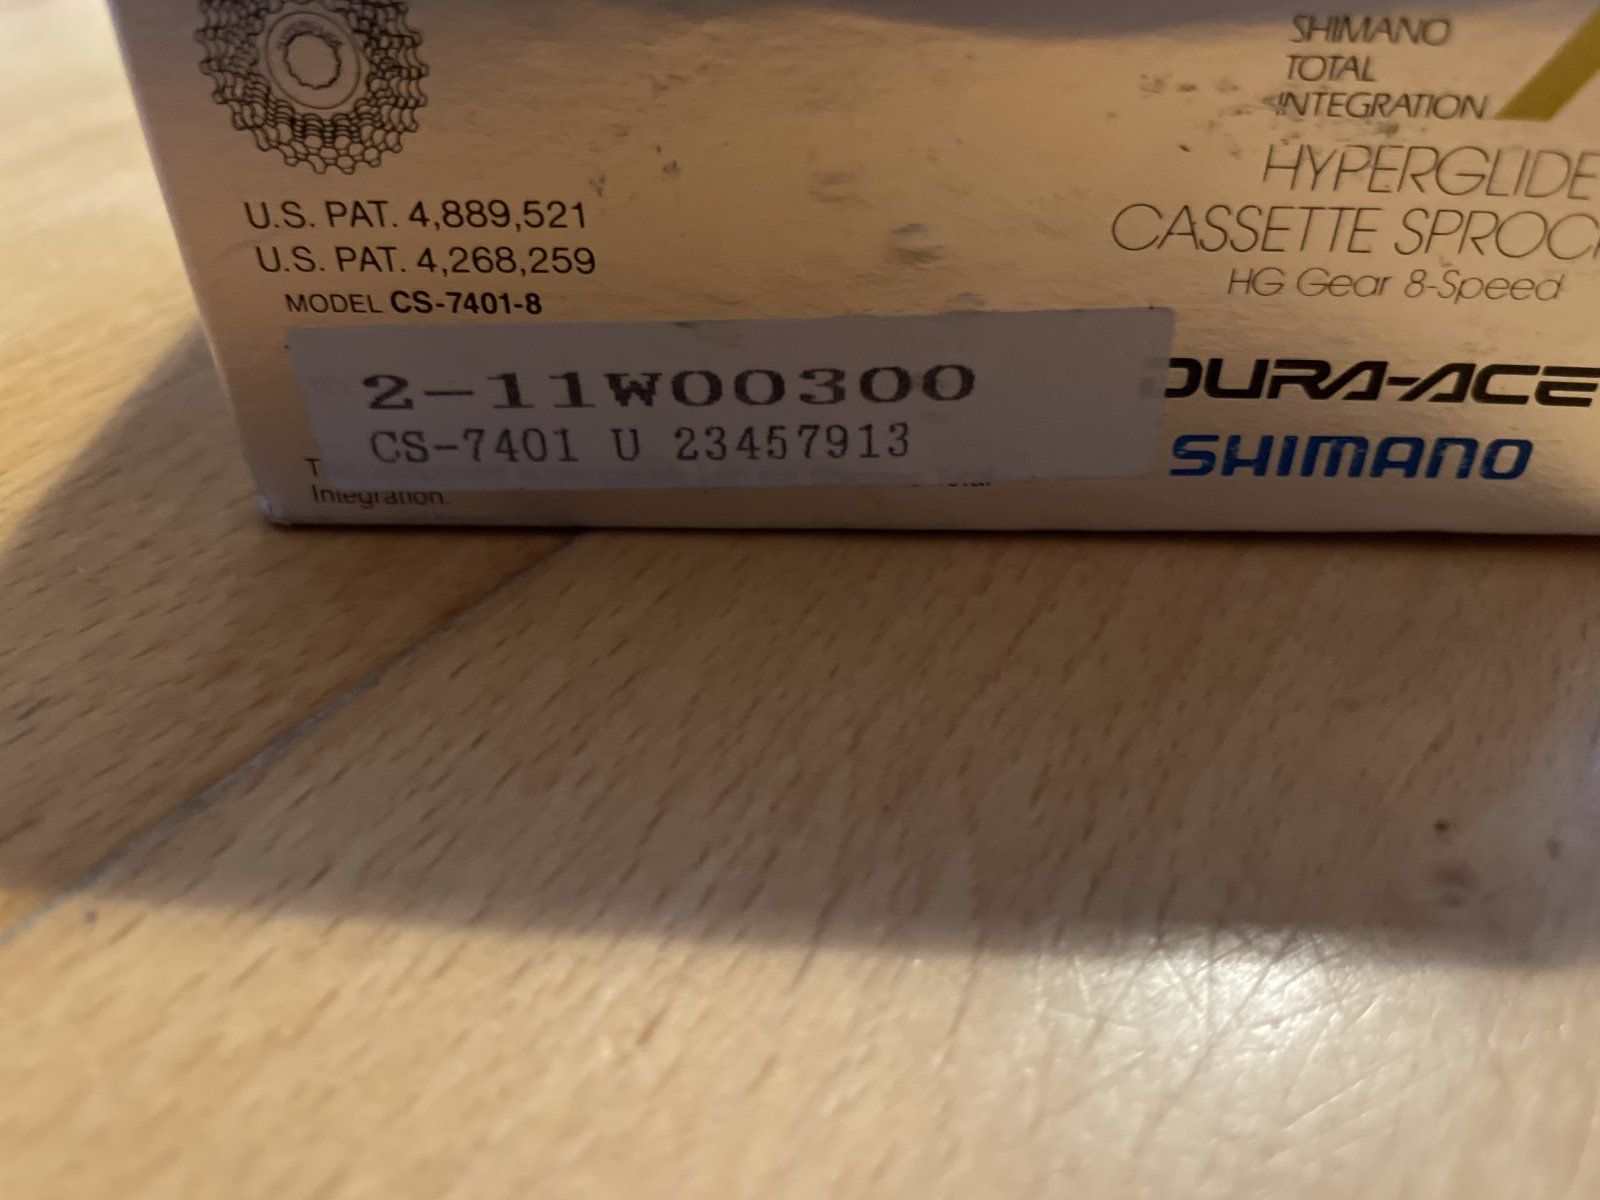 SHIMANO
TOTAL
INTEGRATION
HYPERGLIDE
CASSETTE
HG Gear 8-Speed
U.S. PAT. 4,889,521
U.S. PAT. 4,268,259
MODEL CS-7401-8
2-11W00300
CS-7401 U 23457913
DURA-ACE
SHIMANO
Integration.